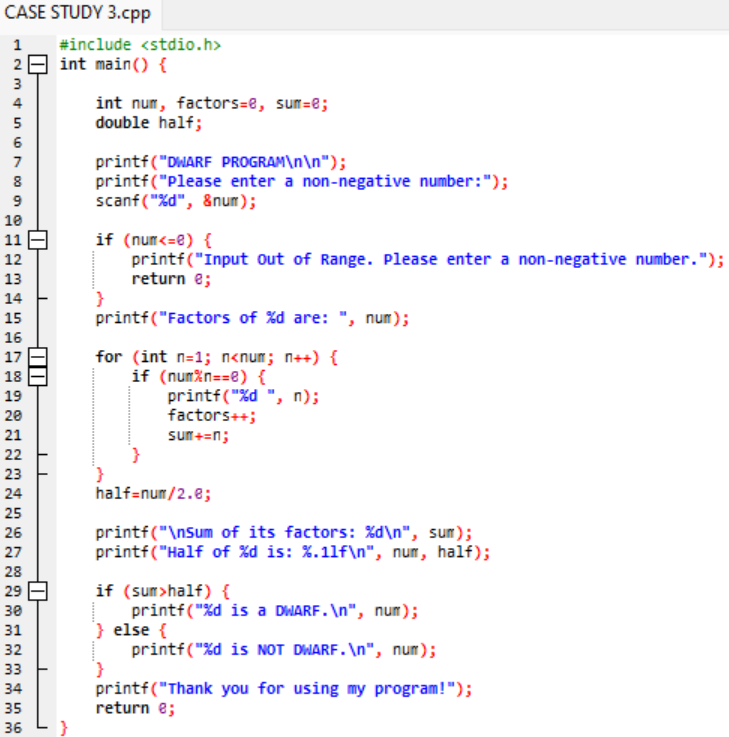 CASE STUDY 3.cpp
1 #include <stdio.h>
2 int main() {
3
4     int num, factors=0, sum=0;
5     double half;
6
7     printf("DWARF PROGRAM\n\n");
8     printf("Please enter a non-negative number:");
9     scanf("%d", &num);
10
11     if (num<=0) {
12         printf("Input Out of Range. Please enter a non-negative number.");
13         return 0;
14     }
15     printf("Factors of %d are: ", num);
16
17     for (int n=1; n<num; n++) {
18         if (num%n==0) {
19             printf("%d ", n);
20             factors++;
21             sum+=n;
22         }
23     }
24     half=num/2.0;
25
26     printf("\nSum of its factors: %d\n", sum);
27     printf("Half of %d is: %.1lf\n", num, half);
28
29     if (sum>half) {
30         printf("%d is a DWARF.\n", num);
31     } else {
32         printf("%d is NOT DWARF.\n", num);
33     }
34     printf("Thank you for using my program!");
35     return 0;
36 }